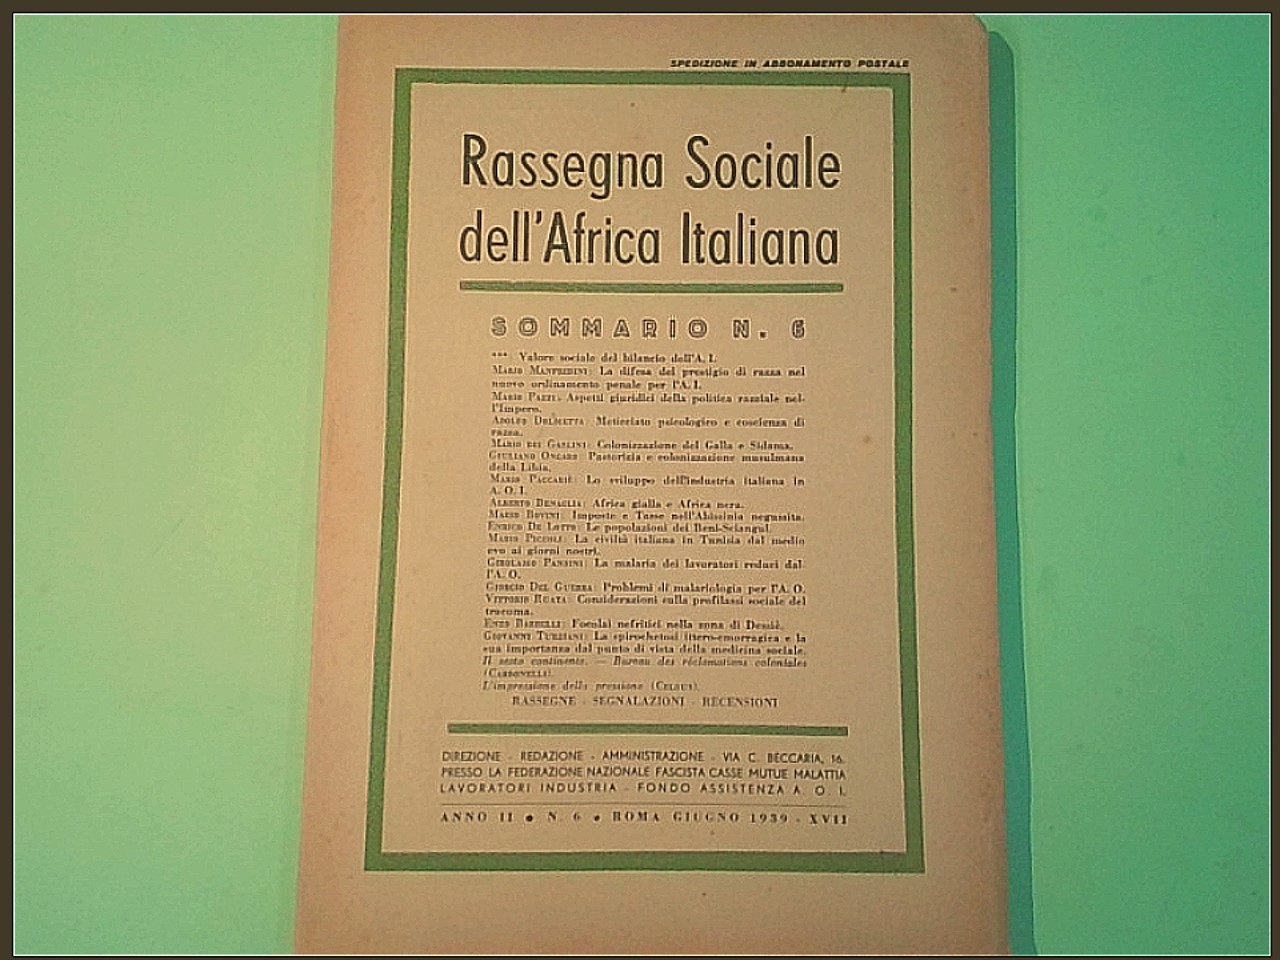 SPEDIZIONE IN ABBONAMENTO POSTALE
Rassegna Sociale
dell'Africa Italiana
SOMMARIO N. 6
*** Valore sociale del bilancio dell'A. I.
MARIO MANFREDINI: La difesa del prestigio di razza nel
nuovo ordinamento penale per l'A. I.
MARIO PAZZI: Aspetti giuridici della politica razziale nel-
l'Impero.
ADOLFO Meticciato psicologico e coscienza di
razza.
MARIO DEI GASLINI: Colonizzazione del Galla e Sidama.
GIULIANO ONGARO: Pastorizia e colonizzazione musulmana
della Libia.
MARIO Lo sviluppo dell'industria italiana in
A. O. I.
ALBERTO BENAGLIA: Africa gialla e Africa nera.
MARIO BOVINI: Imposte e Tasse nell'Abissinia negussita.
ENRICO DE LOTTO: Le popolazioni dei Beni-Sciangul.
MARIO PICCOLI: La civiltà italiana in Tunisia dal medio
evo ai giorni nostri.
GIROLAMO PANSINI: La malaria dei lavoratori reduci dal-
l'A. O.
GIORGIO DEL GUERRA: Problemi di malariologia per l'A. O.
VITTORIO RUATA: Considerazioni sulla profilassi sociale del
tracoma.
ENZO Focolai nefritici nella zona di Dessiè.
GIOVANNI La spirochetosi ittero-emorragica e la
sua importanza dal punto di vista della medicina sociale.
Il sesto continente. — Bureau des réclamations coloniales
(CARBONELLI).
L'impressione della pressione (CELSUS).
RASSEGNE - SEGNALAZIONI - RECENSIONI
DIREZIONE - REDAZIONE - AMMINISTRAZIONE - VIA C. BECCARIA, 16.
PRESSO LA FEDERAZIONE NAZIONALE FASCISTA CASSE MUTUE MALATTIA
LAVORATORI INDUSTRIA - FONDO ASSISTENZA A. O. I.
ANNO II ● N. 6 ● ROMA GIUGNO 1939 - XVII